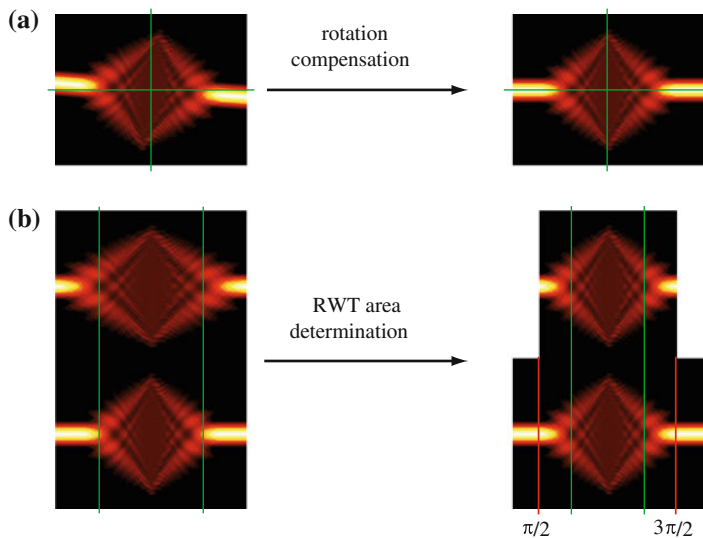 (a)
rotation
compensation
(b)
RWT area
determination
π/2 3π/2